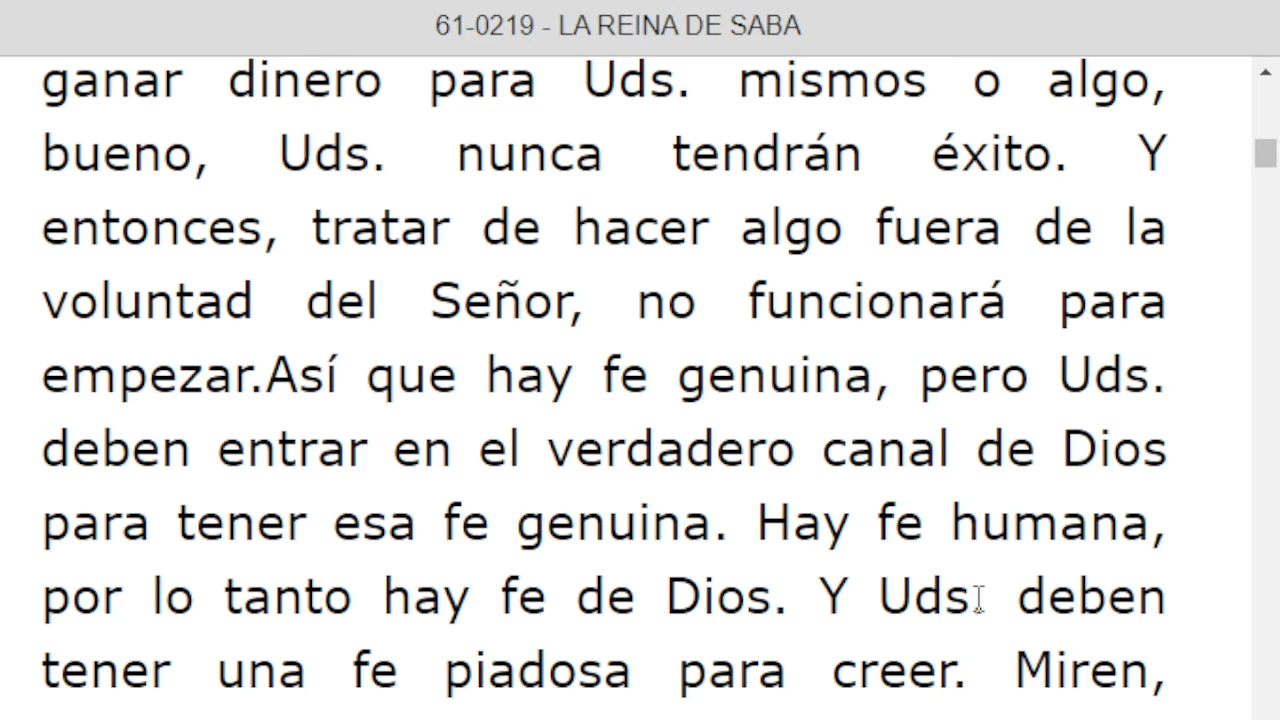 61-0219 - LA REINA DE SABA
ganar dinero para Uds. mismos o algo,
bueno, Uds. nunca tendrán éxito. Y
entonces, tratar de hacer algo fuera de la
voluntad del Señor, no funcionará para
empezar.Así que hay fe genuina, pero Uds.
deben entrar en el verdadero canal de Dios
para tener esa fe genuina. Hay fe humana,
por lo tanto hay fe de Dios. Y Uds. deben
tener una fe piadosa para creer. Miren,